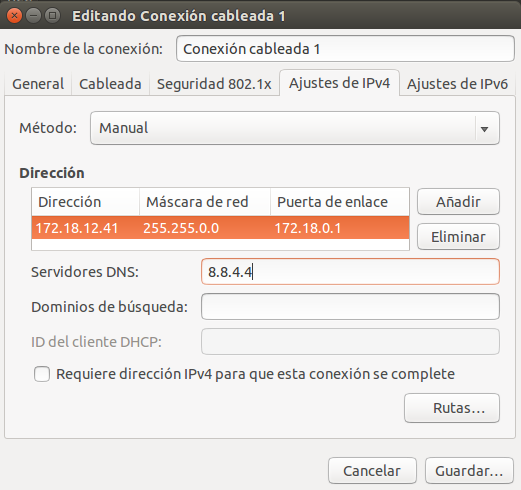 Editando Conexión cableada 1
Nombre de la conexión: Conexión cableada 1
General Cableada Seguridad 802.1x Ajustes de IPv4 Ajustes de IPv6
Método: Manual
Dirección
Dirección Máscara de red Puerta de enlace Añadir
172.18.12.41 255.255.0.0 172.18.0.1
Eliminar
Servidores DNS: 8.8.4.4
Dominios de búsqueda:
ID del cliente DHCP:
Requiere dirección IPv4 para que esta conexión se complete
Rutas...
Cancelar Guardar...